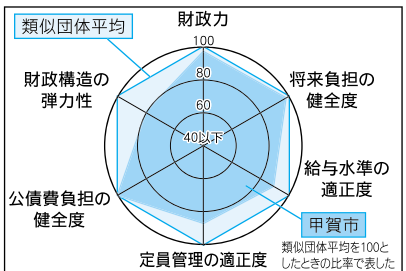 財政力
類似団体平均
100
財政構造の
弾力性
80
将来負担の
健全度
60
40以下
給与水準の
適正度
公債費負担の
健全度
甲賀市
定員管理の適正度
類似団体平均を100と
したときの比率で表した